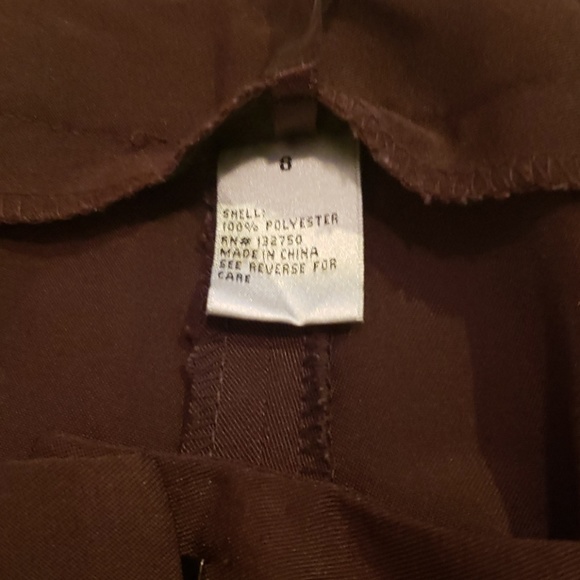 8
SHELL:
100% POLYESTER
RN# 132750
MADE IN CHINA
SEE REVERSE FOR
CARE